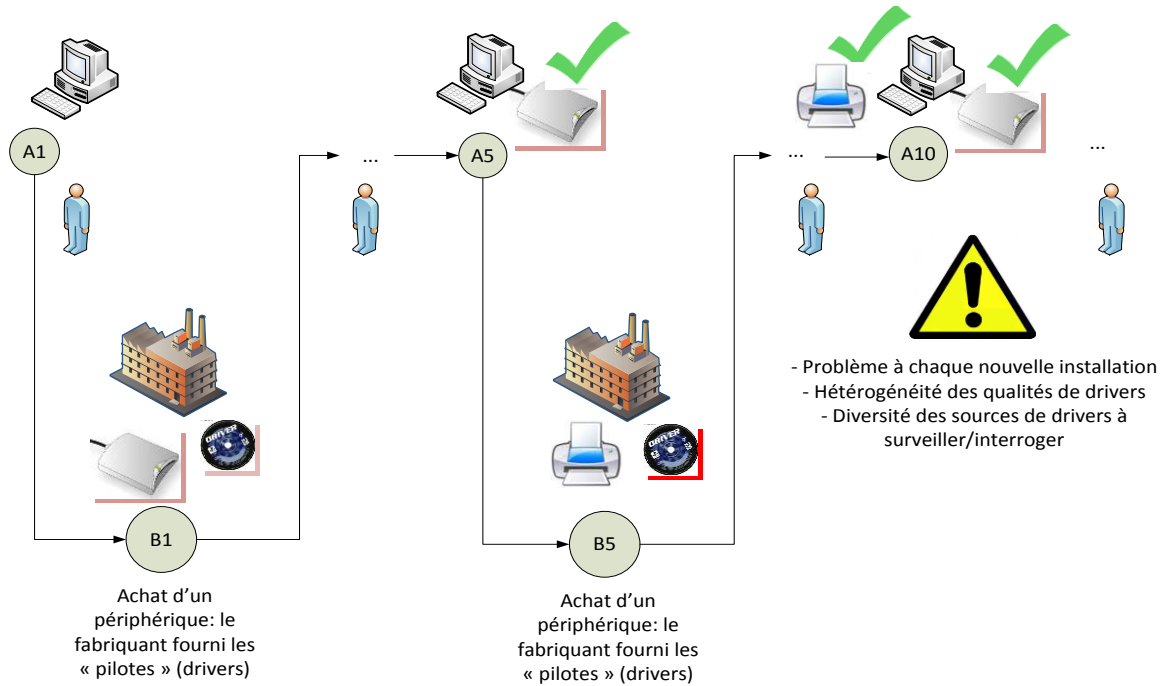 A1
...
A5
...
A10
...
- Problème à chaque nouvelle installation
- Hétérogénéité des qualités de drivers
- Diversité des sources de drivers à
surveiller/interroger
DRIVER
DRIVER
B1
B5
Achat d’un
périphérique: le
fabriquant fourni les
« pilotes » (drivers)
Achat d’un
périphérique: le
fabriquant fourni les
« pilotes » (drivers)